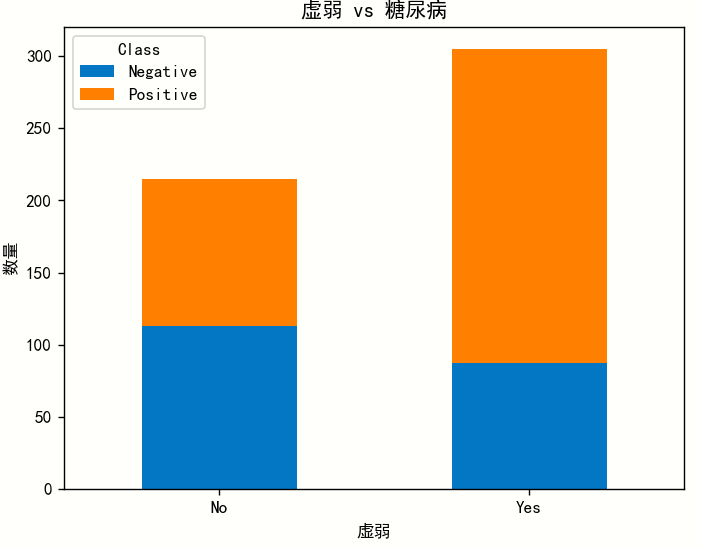 虚弱 vs 糖尿病
Class
Negative
Positive
数量
300
250
200
150
100
50
0
No
Yes
虚弱